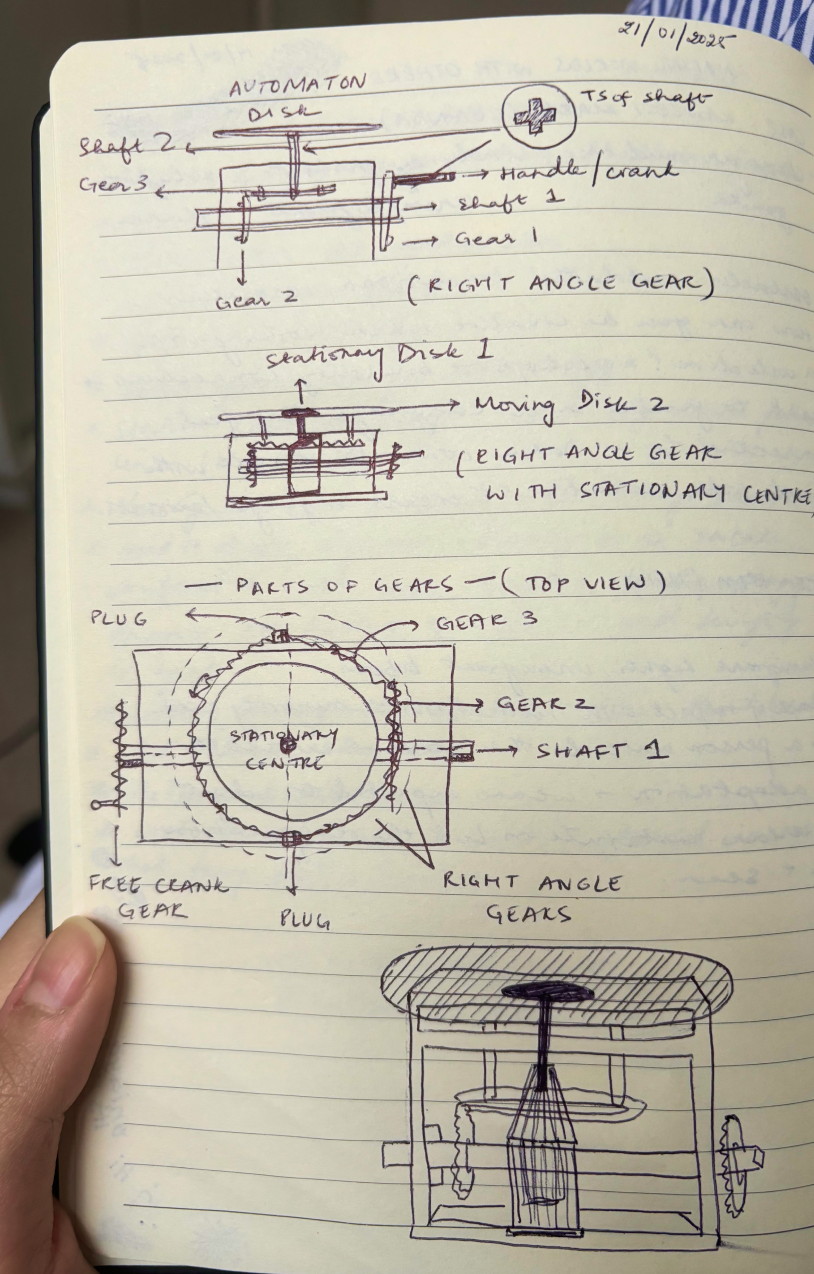 21/01/2025
AUTOMATON
DISK
TS of shaft
Shaft 2
Gear 3
Handle/crank
Shaft 1
Gear 1
Gear 2
(RIGHT ANGLE GEAR)
Stationary Disk 1
Moving Disk 2
(RIGHT ANGLE GEAR
WITH STATIONARY CENTRE
— PARTS OF GEARS — (TOP VIEW)
PLUG
GEAR 3
GEAR 2
STATIONARY
CENTRE
SHAFT 1
FREE CRANK
GEAR
PLUG
RIGHT ANGLE
GEARS